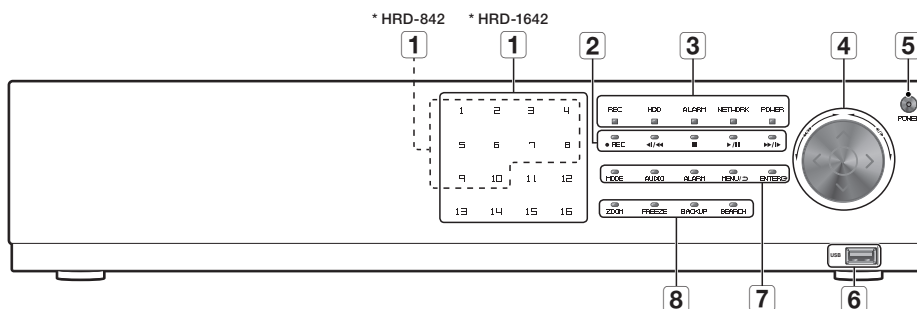 * HRD-842 * HRD-1642
1 1 2 3 4 5
REC HDD ALARM NETWORK POWER
1 2 3 4
POWER
● REC
5 6 7 8
MODE AUDIO ALARM MENU ENTER
9 10 11 12
ZOOM FREEZE BACKUP SEARCH
13 14 15 16
USB
8 7 6